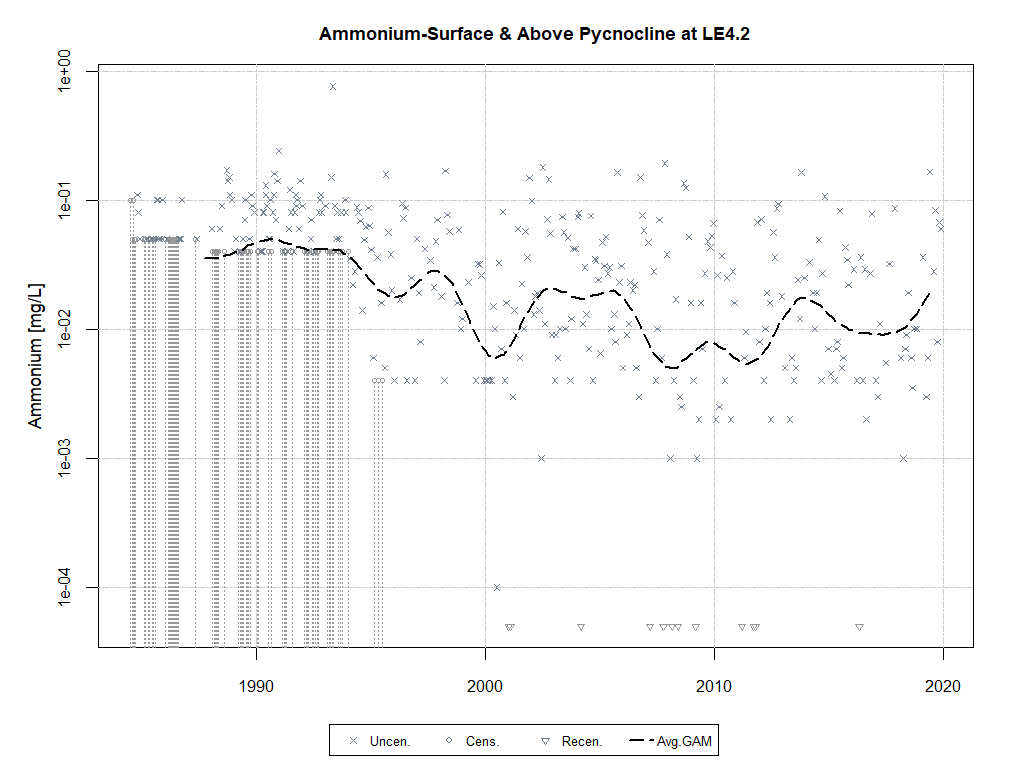 Ammonium-Surface & Above Pycnocline at LE4.2
Ammonium [mg/L]
1e+00
1e-01
1e-02
1e-03
1e-04
1990 2000 2010 2020
Uncen. Cens. Recen. Avg.GAM